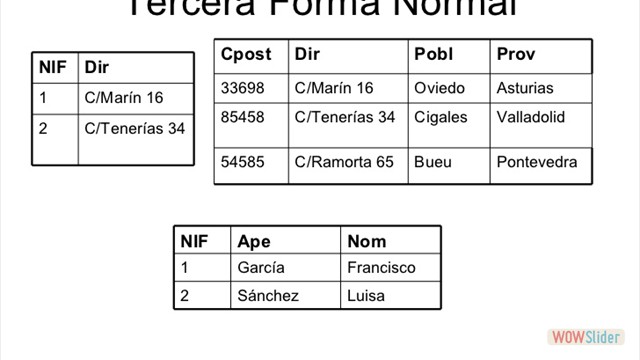 Tercera Forma Normal
NIF Dir
1 C/Marín 16
2 C/Tenerías 34
Cpost Dir Pobl Prov
33698 C/Marín 16 Oviedo Asturias
85458 C/Tenerías 34 Cigales Valladolid
54585 C/Ramorta 65 Bueu Pontevedra
NIF Ape Nom
1 García Francisco
2 Sánchez Luisa
WOWSlider